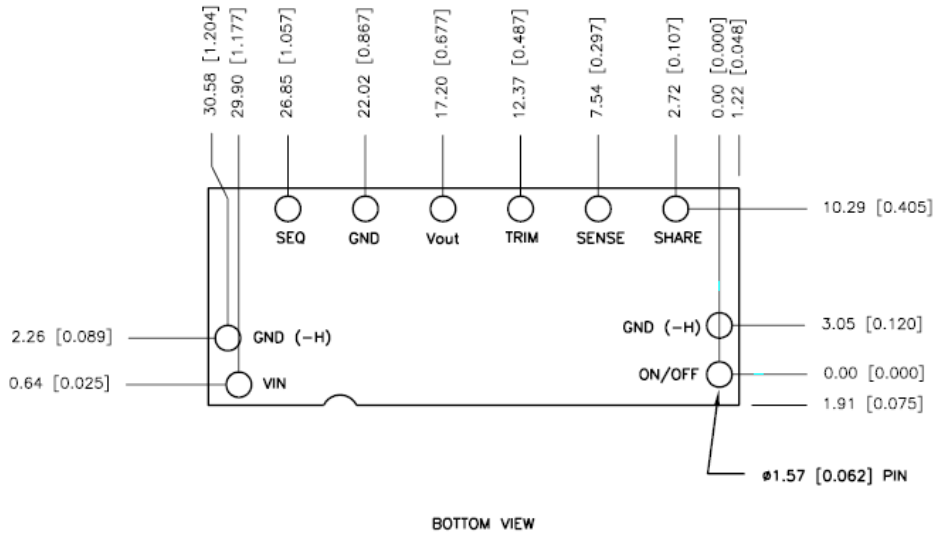 30.58 [1.204]
29.90 [1.177]
26.85 [1.057]
22.02 [0.867]
17.20 [0.677]
12.37 [0.487]
7.54 [0.297]
2.72 [0.107]
0.00 [0.000]
1.22 [0.048]
10.29 [0.405]
SEQ GND Vout TRIM SENSE SHARE
2.26 [0.089] GND (-H) GND (-H) 3.05 [0.120]
0.64 [0.025] VIN ON/OFF 0.00 [0.000]
1.91 [0.075]
ø1.57 [0.062] PIN
BOTTOM VIEW